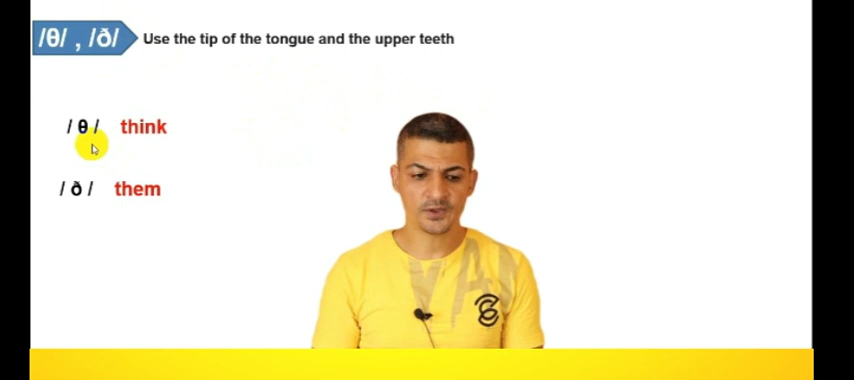 /θ/ , /ð/ Use the tip of the tongue and the upper teeth
/ θ / think
/ ð / them